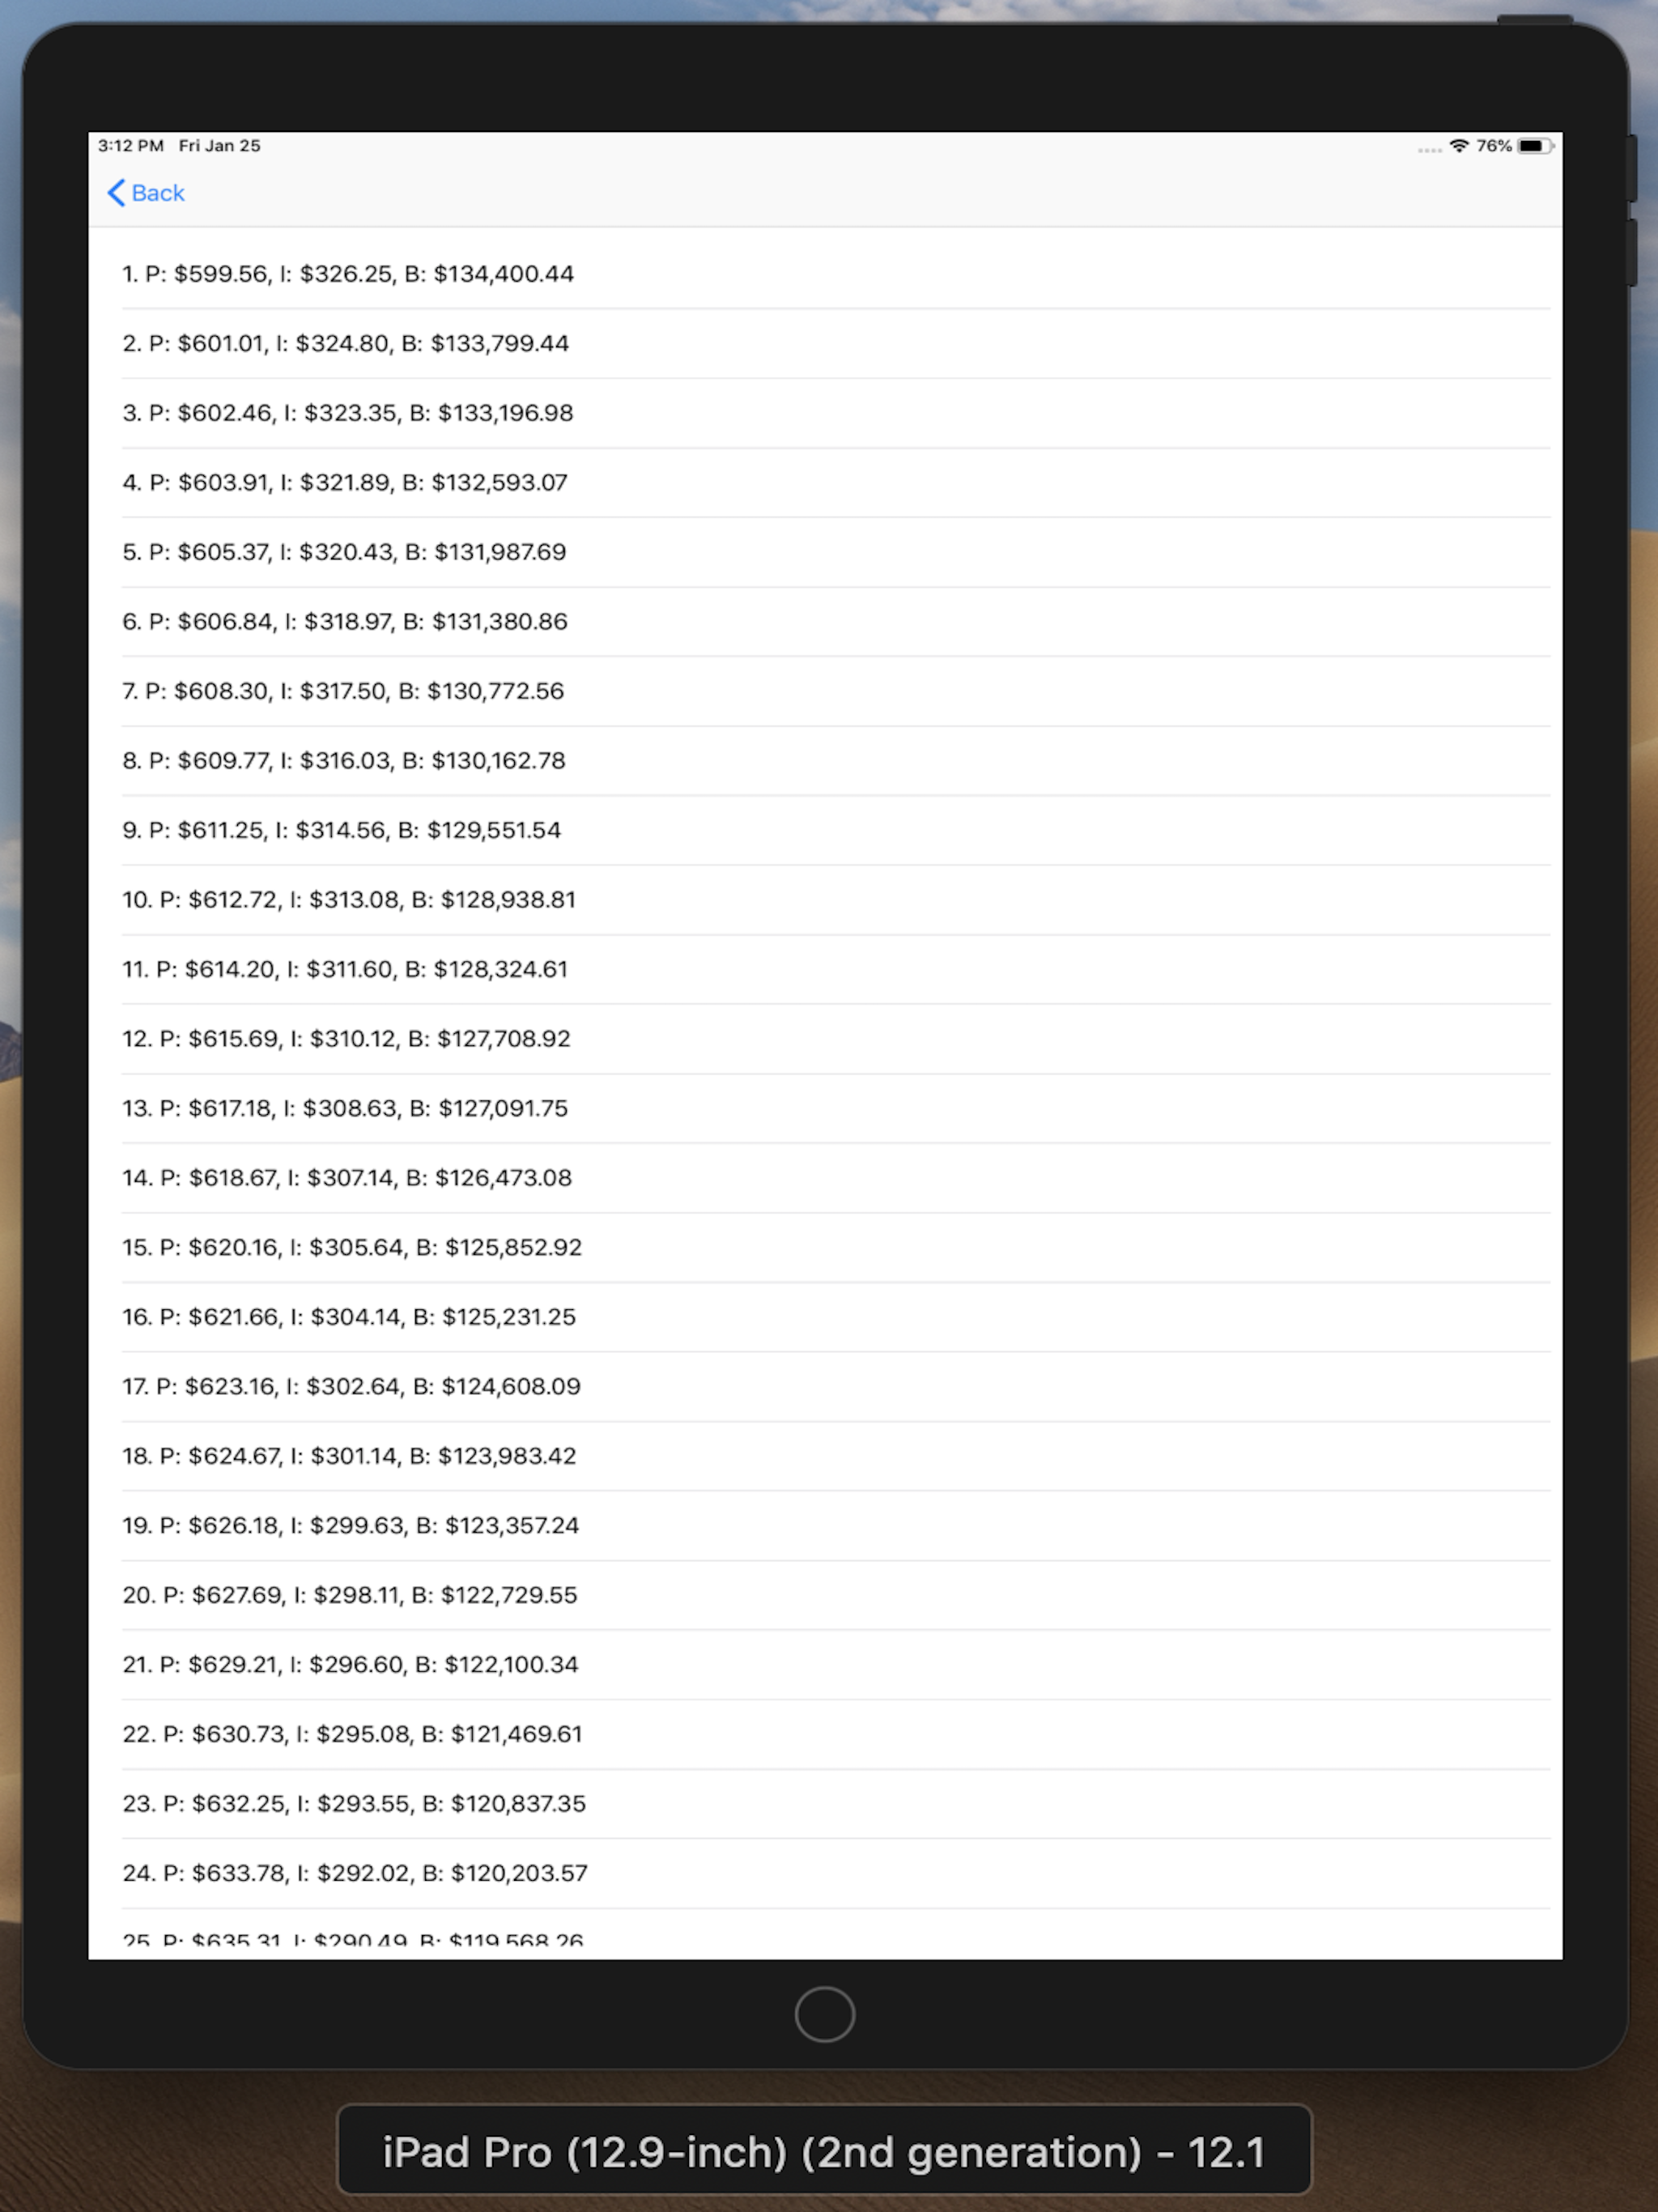 3:12 PM Fri Jan 25 76%
Back
1. P: $599.56, I: $326.25, B: $134,400.44
2. P: $601.01, I: $324.80, B: $133,799.44
3. P: $602.46, I: $323.35, B: $133,196.98
4. P: $603.91, I: $321.89, B: $132,593.07
5. P: $605.37, I: $320.43, B: $131,987.69
6. P: $606.84, I: $318.97, B: $131,380.86
7. P: $608.30, I: $317.50, B: $130,772.56
8. P: $609.77, I: $316.03, B: $130,162.78
9. P: $611.25, I: $314.56, B: $129,551.54
10. P: $612.72, I: $313.08, B: $128,938.81
11. P: $614.20, I: $311.60, B: $128,324.61
12. P: $615.69, I: $310.12, B: $127,708.92
13. P: $617.18, I: $308.63, B: $127,091.75
14. P: $618.67, I: $307.14, B: $126,473.08
15. P: $620.16, I: $305.64, B: $125,852.92
16. P: $621.66, I: $304.14, B: $125,231.25
17. P: $623.16, I: $302.64, B: $124,608.09
18. P: $624.67, I: $301.14, B: $123,983.42
19. P: $626.18, I: $299.63, B: $123,357.24
20. P: $627.69, I: $298.11, B: $122,729.55
21. P: $629.21, I: $296.60, B: $122,100.34
22. P: $630.73, I: $295.08, B: $121,469.61
23. P: $632.25, I: $293.55, B: $120,837.35
24. P: $633.78, I: $292.02, B: $120,203.57
25. P: $635.31, I: $290.49, B: $119,568.26
iPad Pro (12.9-inch) (2nd generation) - 12.1